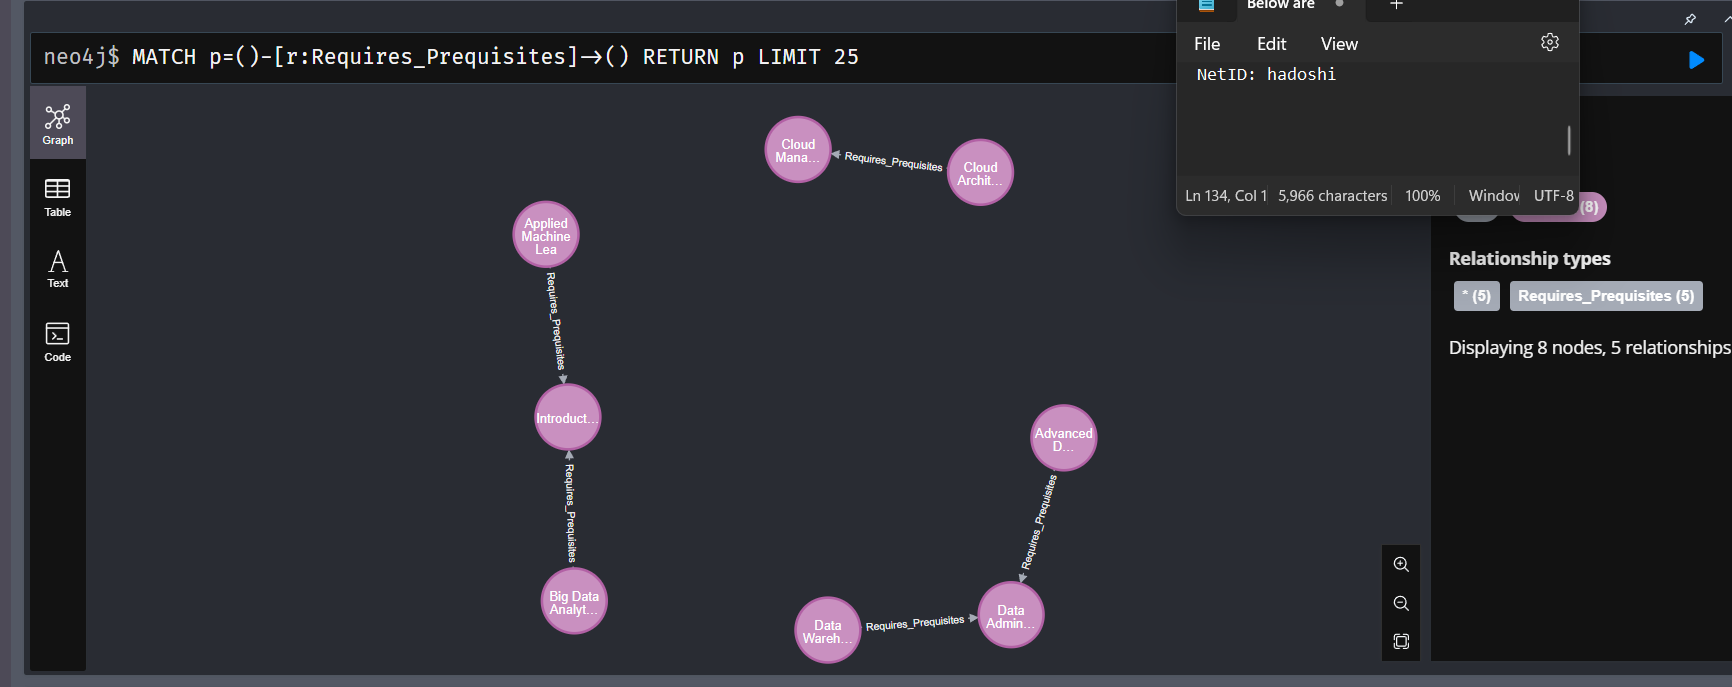 Below are
File Edit View
NetID: hadoshi
Ln 134, Col 1 5,966 characters 100% Window UTF-8
neo4j$ MATCH p=()-[r:Requires_Prequisites]→() RETURN p LIMIT 25
Graph
Table
Text
Code
Cloud
Mana...
Requires_Prequisites
Cloud
Archit...
Applied
Machine
Lea
Requires_Prequisites
Introduct...
Requires_Prequisites
Big Data
Analyt...
Advanced
D...
Requires_Prequisites
Data
Admin...
Requires_Prequisites
Data
Wareh...
(8)
Relationship types
* (5) Requires_Prequisites (5)
Displaying 8 nodes, 5 relationships